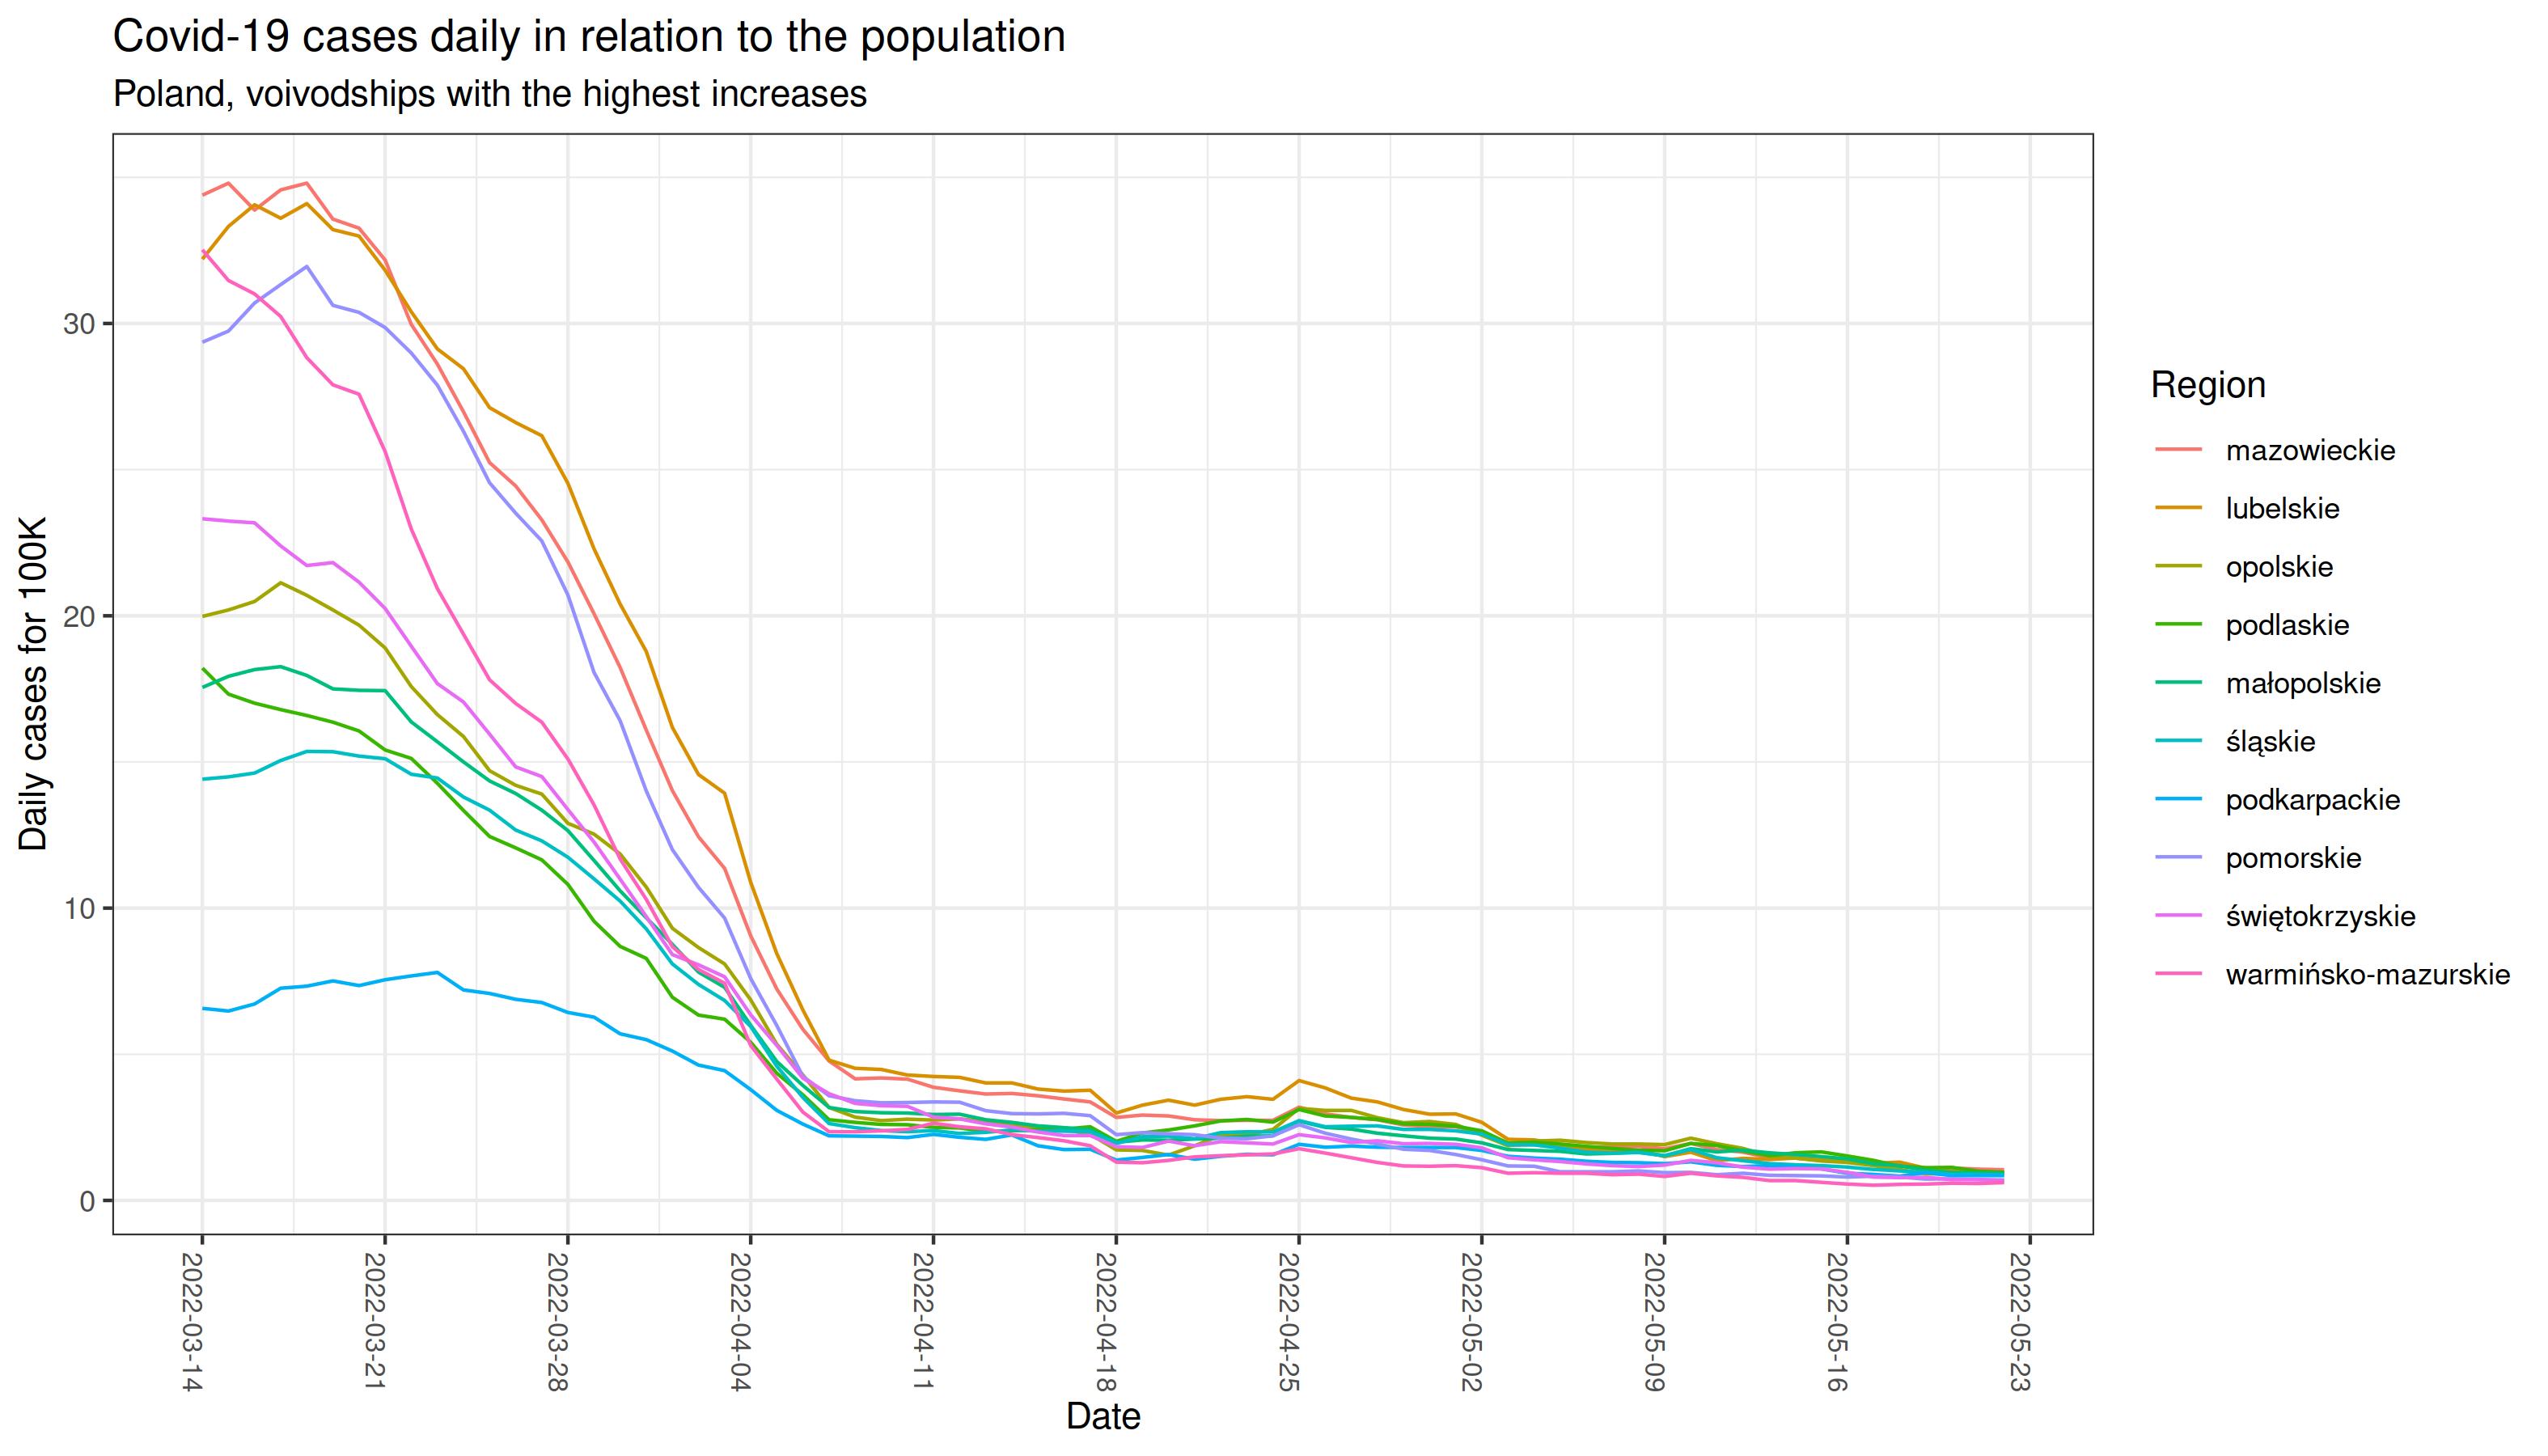 Covid-19 cases daily in relation to the population
Poland, voivodships with the highest increases
Daily cases for 100K
30
20
10
0
2022-03-14
2022-03-21
2022-03-28
2022-04-04
2022-04-11
2022-04-18
2022-04-25
2022-05-02
2022-05-09
2022-05-16
2022-05-23
Date
Region
mazowieckie
lubelskie
opolskie
podlaskie
małopolskie
śląskie
podkarpackie
pomorskie
świętokrzyskie
warmińsko-mazurskie